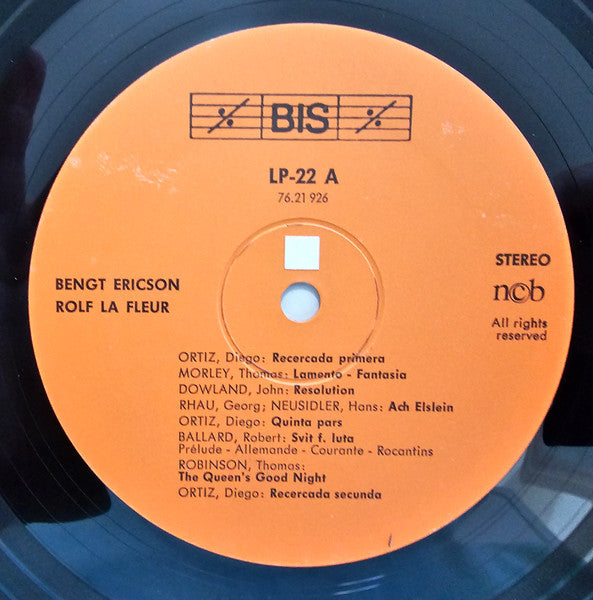 BIS
LP-22 A
76.21 926
BENGT ERICSON
ROLF LA FLEUR
STEREO
ncb
All rights
reserved
ORTIZ, Diego: Recercada primera
MORLEY, Thomas: Lamento - Fantasia
DOWLAND, John: Resolution
RHAU, Georg; NEUSIDLER, Hans: Ach Elslein
ORTIZ, Diego: Quinta pars
BALLARD, Robert: Svit f. luta
Prélude - Allemande - Courante - Rocantins
ROBINSON, Thomas:
The Queen's Good Night
ORTIZ, Diego: Recercada secunda